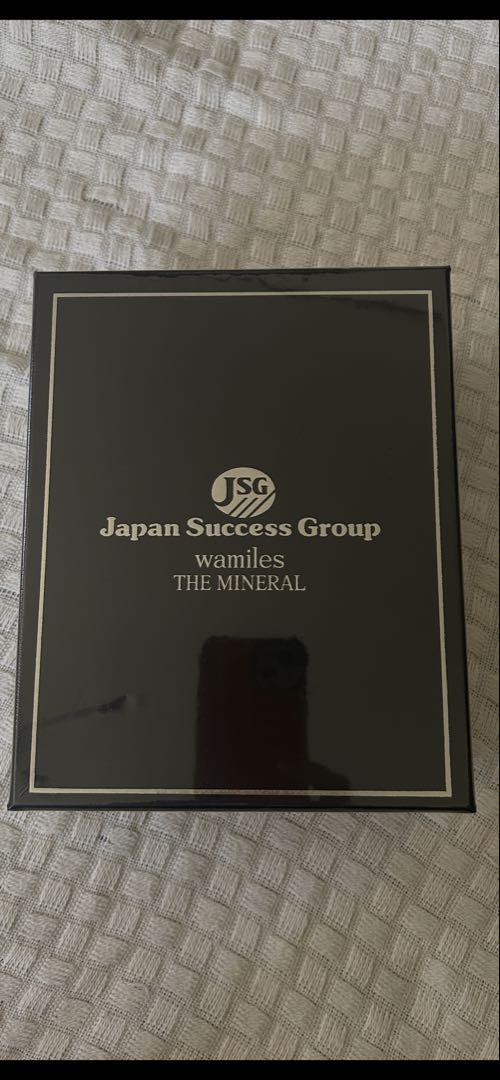 JSG
Japan Success Group
wamiles
THE MINERAL